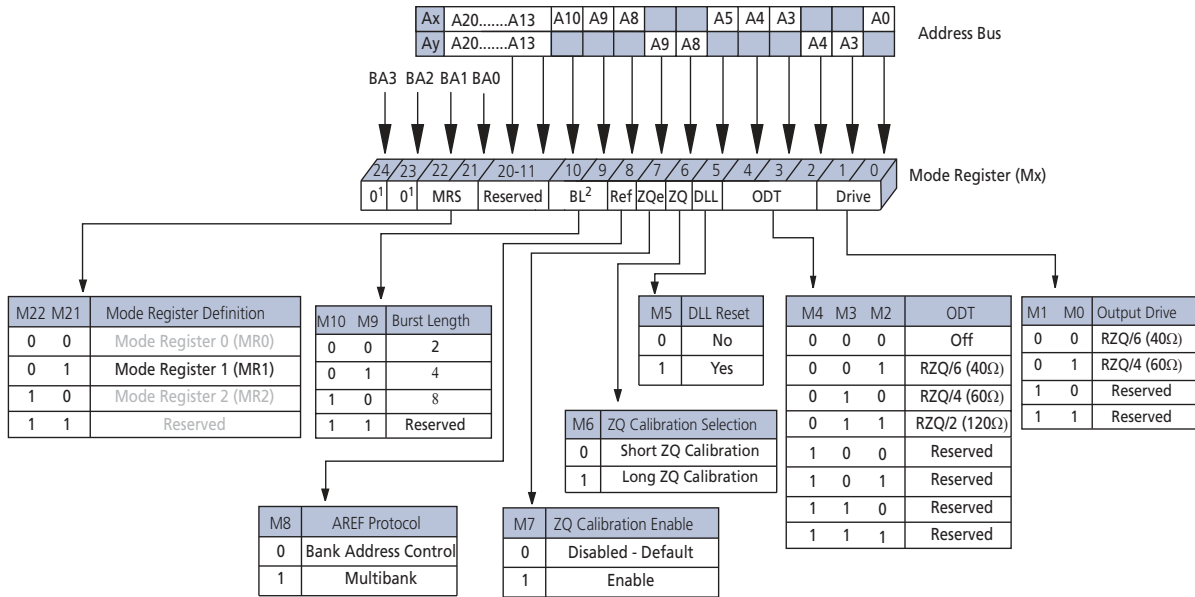 Ax A20.......A13 A10 A9 A8 A5 A4 A3 A0
Ay A20.......A13 A9 A8 A4 A3
Address Bus
BA3 BA2 BA1 BA0
24 23 22 21 20-11 10 9 8 7 6 5 4 3 2 1 0
Mode Register (Mx)
0¹ 0¹ MRS Reserved BL² Ref ZQe ZQ DLL ODT Drive
M22 M21 Mode Register Definition
0 0 Mode Register 0 (MR0)
0 1 Mode Register 1 (MR1)
1 0 Mode Register 2 (MR2)
1 1 Reserved
M10 M9 Burst Length
0 0 2
0 1 4
1 0 8
1 1 Reserved
M5 DLL Reset
0 No
1 Yes
M4 M3 M2 ODT
0 0 0 Off
0 0 1 RZQ/6 (40Ω)
0 1 0 RZQ/4 (60Ω)
0 1 1 RZQ/2 (120Ω)
1 0 0 Reserved
1 0 1 Reserved
1 1 0 Reserved
1 1 1 Reserved
M1 M0 Output Drive
0 0 RZQ/6 (40Ω)
0 1 RZQ/4 (60Ω)
1 0 Reserved
1 1 Reserved
M6 ZQ Calibration Selection
0 Short ZQ Calibration
1 Long ZQ Calibration
M8 AREF Protocol
0 Bank Address Control
1 Multibank
M7 ZQ Calibration Enable
0 Disabled - Default
1 Enable